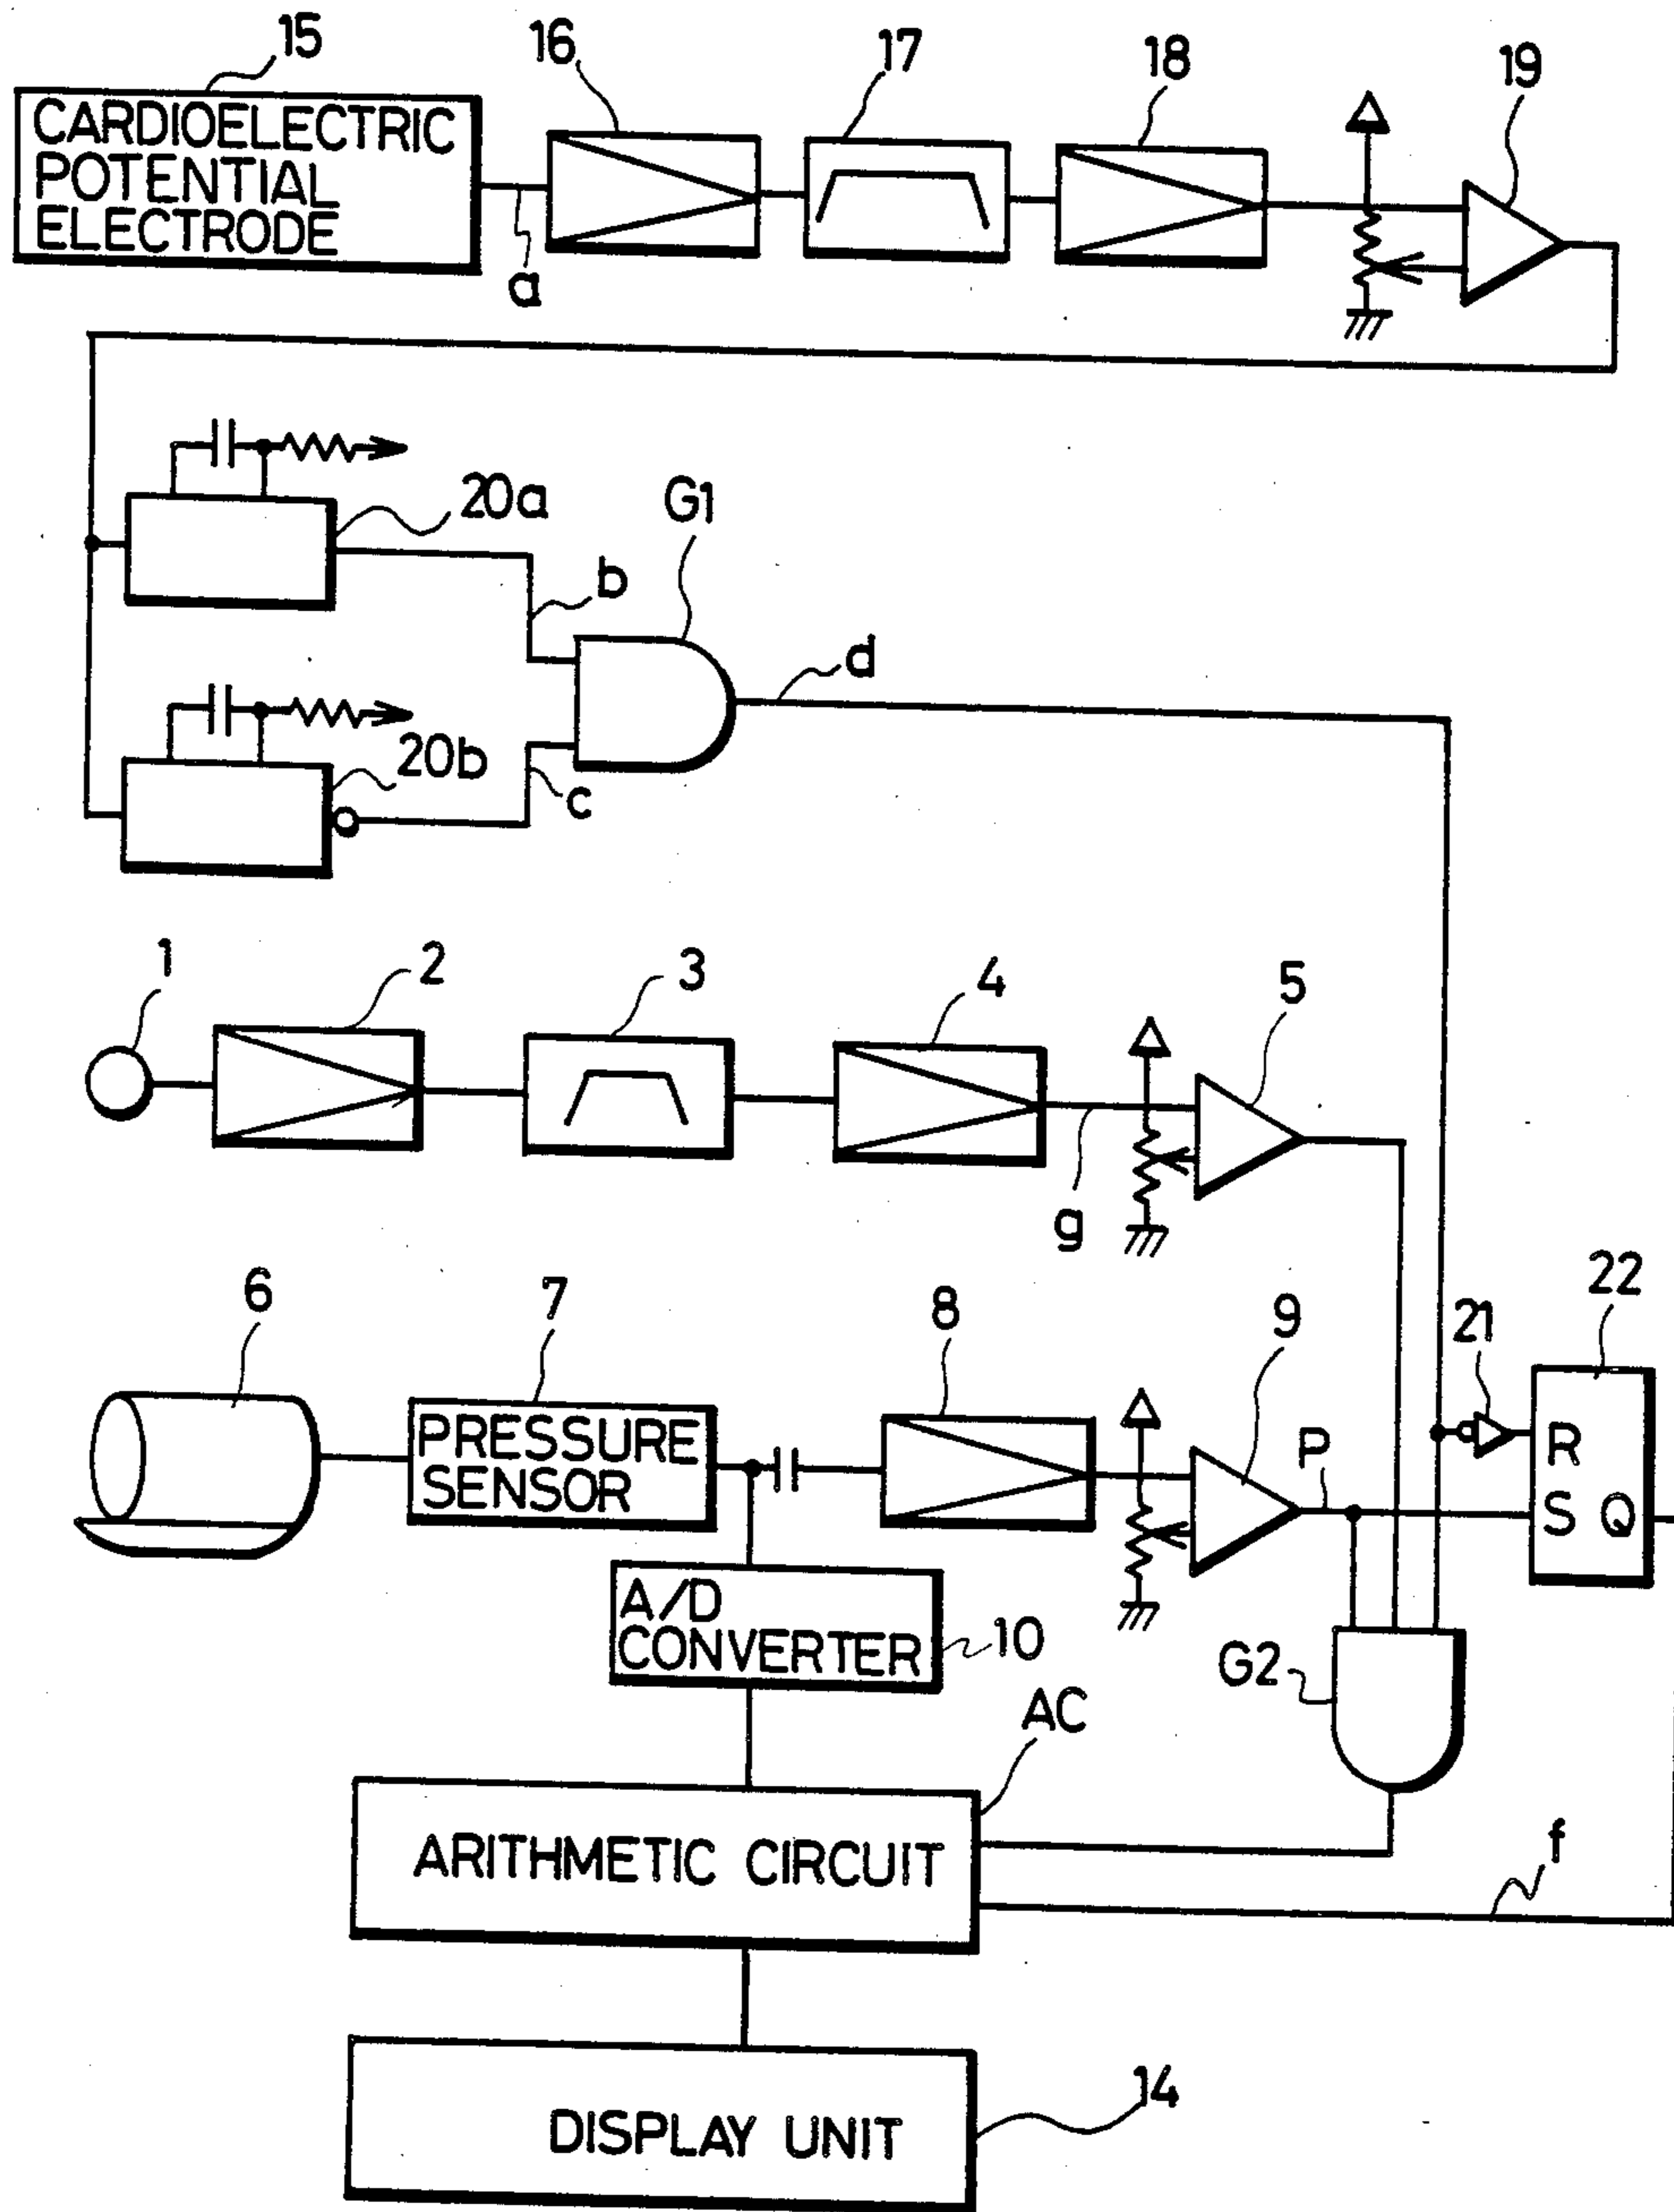 15
16
17
18
19
CARDIOELECTRIC
POTENTIAL
ELECTRODE
a
20a
G1
b
d
20b
c
1
2
3
4
5
g
6
7
8
9
21
22
PRESSURE
SENSOR
P
R
S Q
A/D
CONVERTER
10
G2
AC
ARITHMETIC CIRCUIT
f
14
DISPLAY UNIT